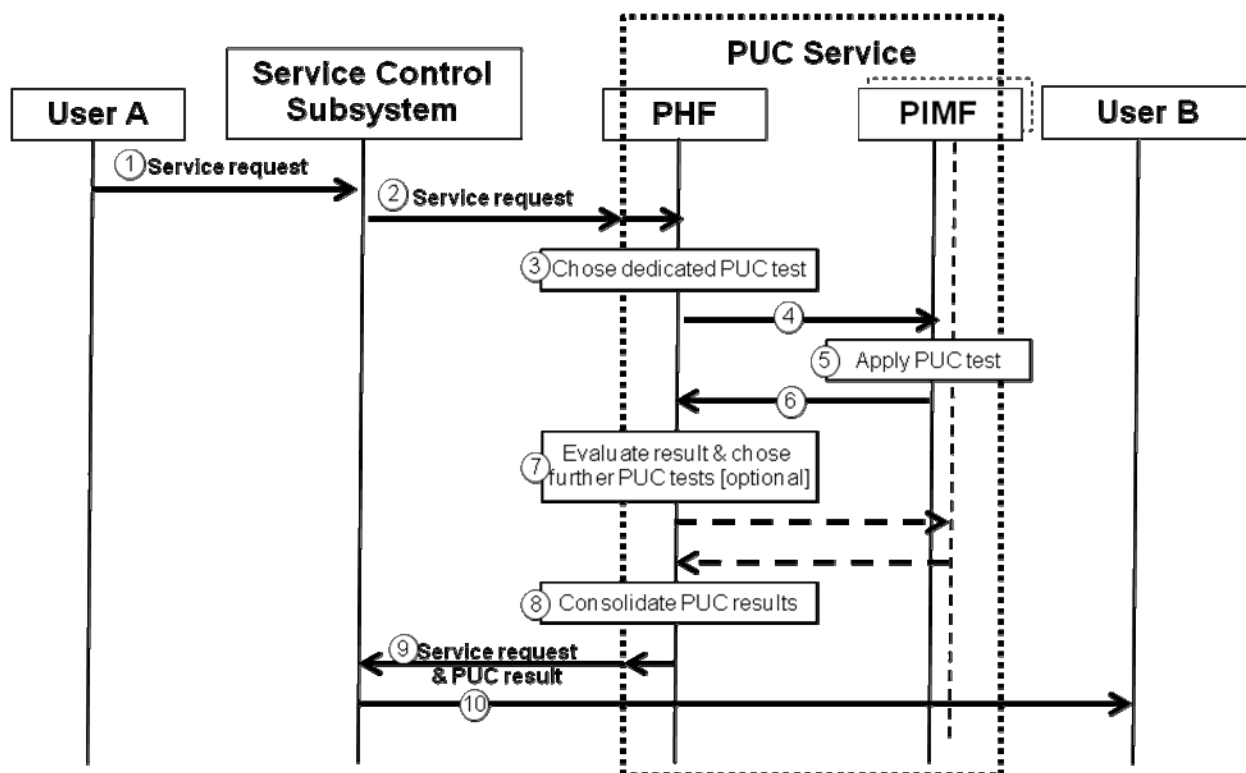 PUC Service
User A
Service Control
Subsystem
PHF
PIMF
User B
1 Service request
2 Service request
3 Chose dedicated PUC test
4
5 Apply PUC test
6
7 Evaluate result & chose
further PUC tests [optional]
8 Consolidate PUC results
9 Service request
& PUC result
10